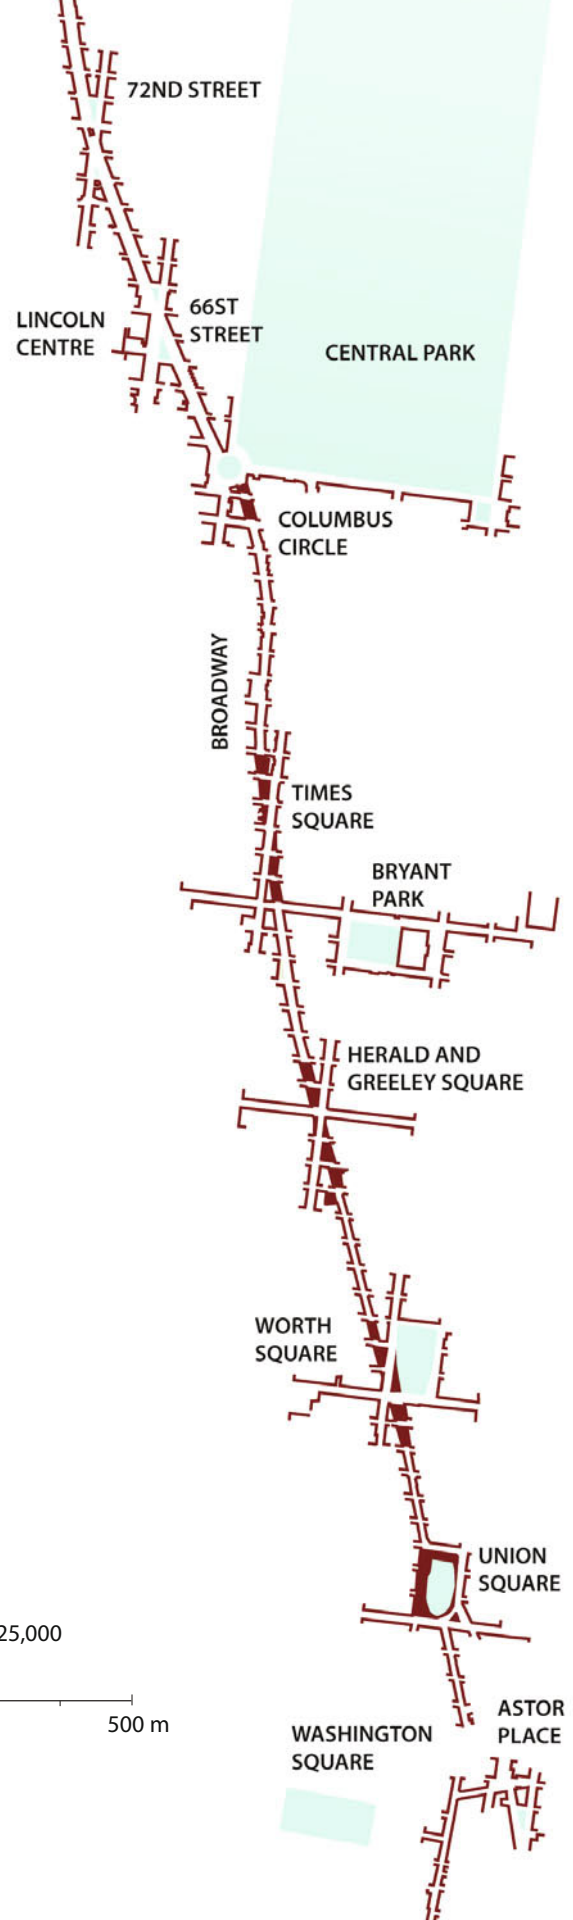 72ND STREET
66ST
STREET
LINCOLN
CENTRE
CENTRAL PARK
COLUMBUS
CIRCLE
BROADWAY
TIMES
SQUARE
BRYANT
PARK
HERALD AND
GREELEY SQUARE
WORTH
SQUARE
UNION
SQUARE
25,000
500 m
ASTOR
PLACE
WASHINGTON
SQUARE